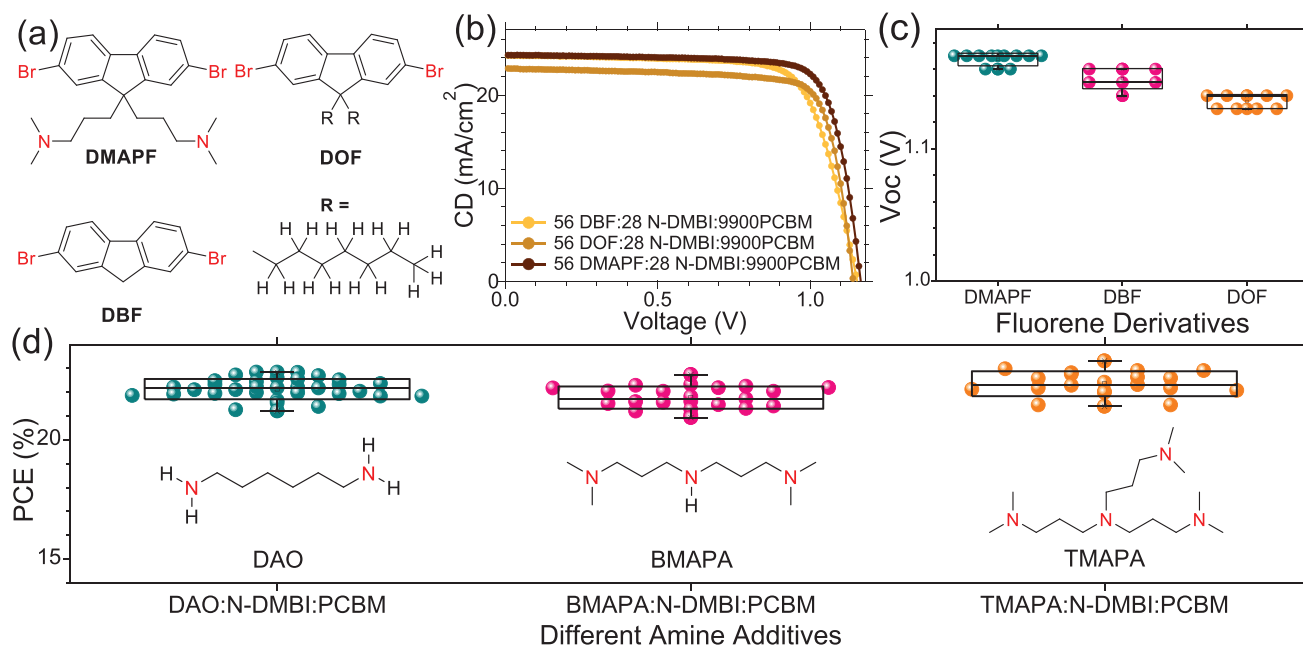 (a)
Br
Br
N
N
DMAPF
Br
Br
R R
DOF
Br
Br
DBF
R =
H H H H H H
H
H
H H H H H H
H
H
(b)
CD (mA/cm²)
20
10
0
56 DBF:28 N-DMBI:9900PCBM
56 DOF:28 N-DMBI:9900PCBM
56 DMAPF:28 N-DMBI:9900PCBM
0.0 0.5 1.0
Voltage (V)
(c)
Voc (V)
1.1
1.0
DMAPF DBF DOF
Fluorene Derivatives
(d)
PCE (%)
20
15
H
N
H
H
N
H
DAO
N
N
H
N
BMAPA
N
N
N
N
TMAPA
DAO:N-DMBI:PCBM
BMAPA:N-DMBI:PCBM
TMAPA:N-DMBI:PCBM
Different Amine Additives